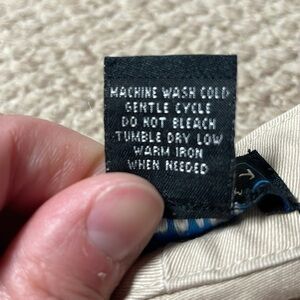 MACHINE WASH COLD
GENTLE CYCLE
DO NOT BLEACH
TUMBLE DRY LOW
WARM IRON
WHEN NEEDED